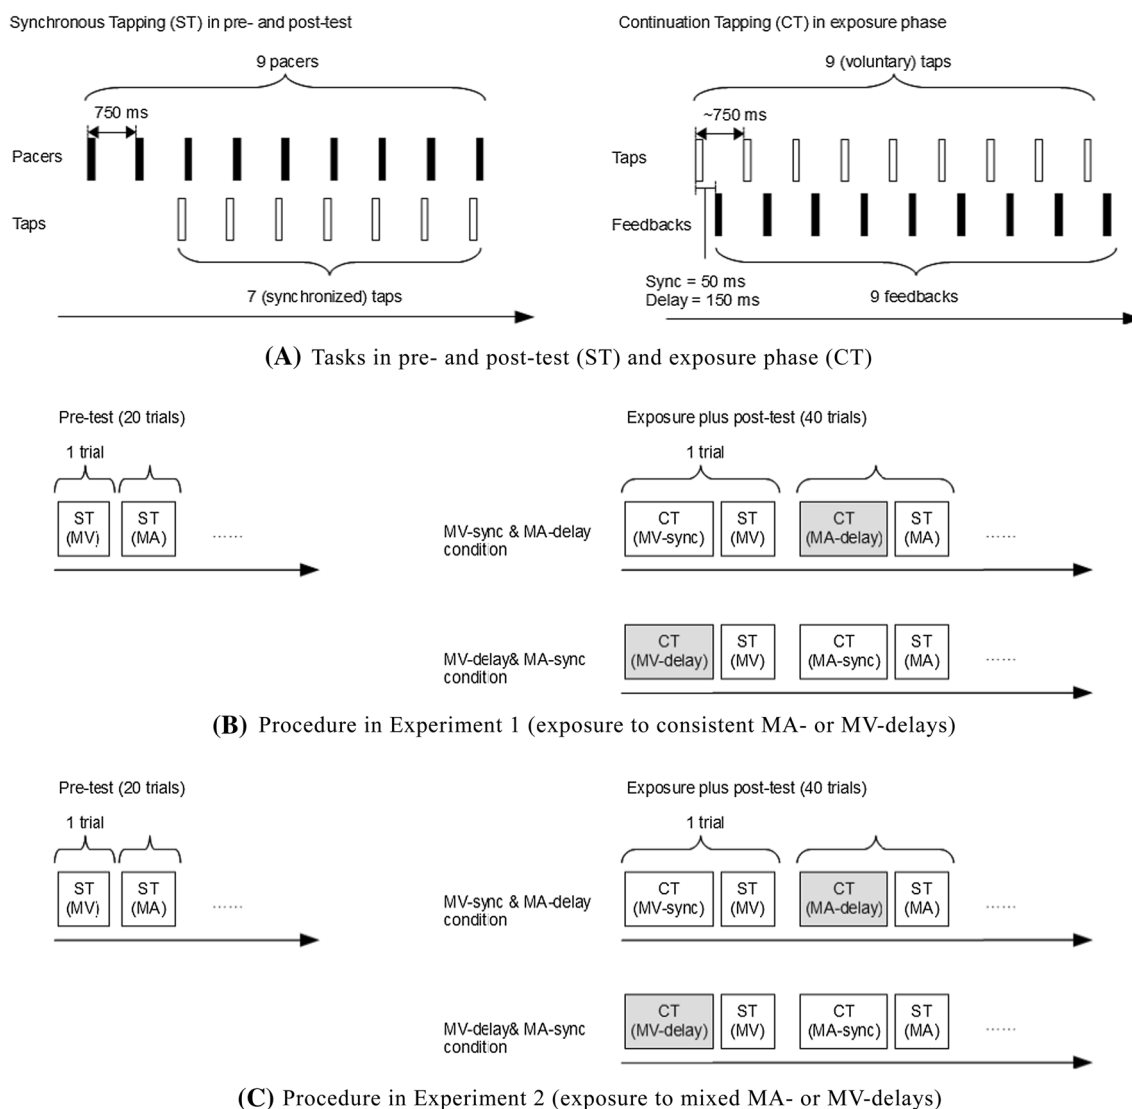 Synchronous Tapping (ST) in pre- and post-test
9 pacers
750 ms
Pacers
Taps
7 (synchronized) taps
Continuation Tapping (CT) in exposure phase
9 (voluntary) taps
~750 ms
Taps
Feedbacks
Sync = 50 ms
Delay = 150 ms
9 feedbacks
(A) Tasks in pre- and post-test (ST) and exposure phase (CT)
Pre-test (20 trials)
1 trial
ST
(MV)
ST
(MA)
......
Exposure plus post-test (40 trials)
1 trial
MV-sync & MA-delay
condition
CT
(MV-sync)
ST
(MV)
CT
(MA-delay)
ST
(MA)
......
MV-delay& MA-sync
condition
CT
(MV-delay)
ST
(MV)
CT
(MA-sync)
ST
(MA)
......
(B) Procedure in Experiment 1 (exposure to consistent MA- or MV-delays)
Pre-test (20 trials)
1 trial
ST
(MV)
ST
(MA)
......
Exposure plus post-test (40 trials)
1 trial
MV-sync & MA-delay
condition
CT
(MV-sync)
ST
(MV)
CT
(MA-delay)
ST
(MA)
......
MV-delay& MA-sync
condition
CT
(MV-delay)
ST
(MV)
CT
(MA-sync)
ST
(MA)
......
(C) Procedure in Experiment 2 (exposure to mixed MA- or MV-delays)